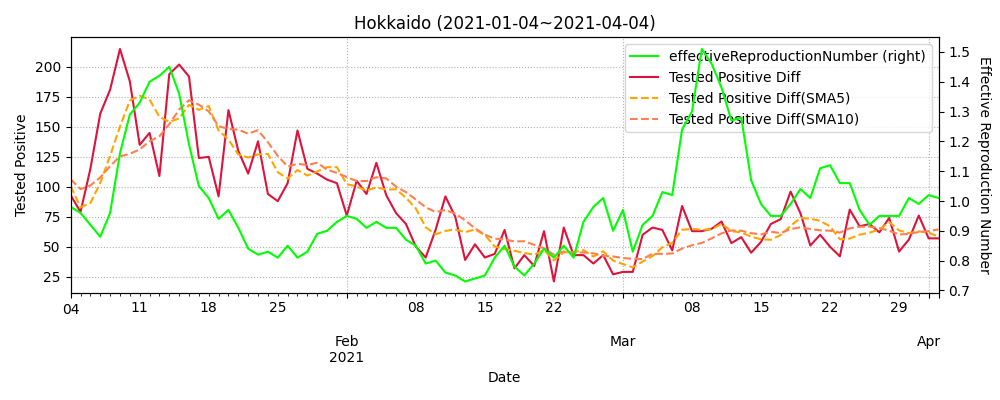 Hokkaido (2021-01-04~2021-04-04)
effectiveReproductionNumber (right)
Tested Positive Diff
Tested Positive Diff(SMA5)
Tested Positive Diff(SMA10)
Tested Positive
200
175
150
125
100
75
50
25
1.5
1.4
1.3
1.2
1.1
1.0
0.9
0.8
0.7
Effective Reproduction Number
04 11 18 25 08 15 22 08 15 22 29
Feb Mar Apr
2021
Date